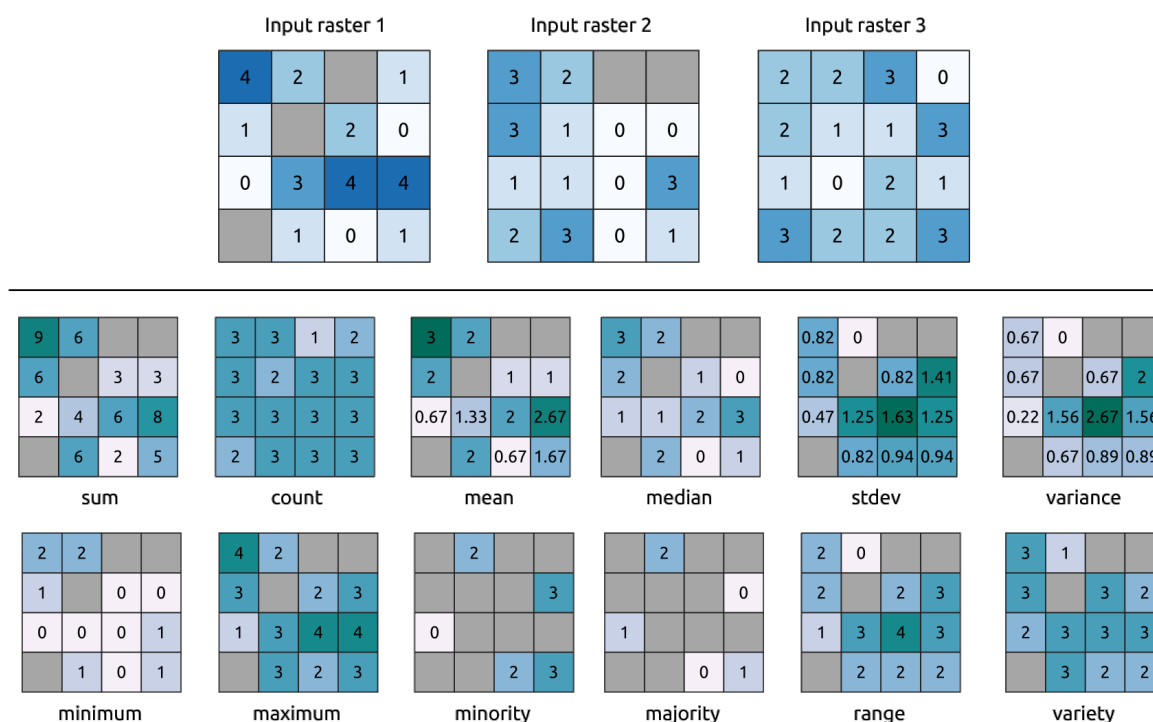 Input raster 1 Input raster 2 Input raster 3
4 2 1 3 2 2 2 3 0
1 2 0 3 1 0 0 2 1 1 3
0 3 4 4 1 1 0 3 1 0 2 1
1 0 1 2 3 0 1 3 2 2 3
9 6 3 3 1 2 3 2 3 2 0.82 0 0.67 0
6 3 3 3 2 3 3 2 1 1 2 1 0 0.82 0.82 1.41 0.67 0.67 2
2 4 6 8 3 3 3 3 0.67 1.33 2 2.67 1 1 2 3 0.47 1.25 1.63 1.25 0.22 1.56 2.67 1.56
6 2 5 2 3 3 3 2 0.67 1.67 2 0 1 0.82 0.94 0.94 0.67 0.89 0.89
sum count mean median stdev variance
2 2 4 2 2 2 2 0 3 1
1 0 0 3 2 3 3 0 2 2 3 3 3 2
0 0 0 1 1 3 4 4 0 1 1 3 4 3 2 3 3 3
1 0 1 3 2 3 2 3 0 1 2 2 2 3 2 2
minimum maximum minority majority range variety